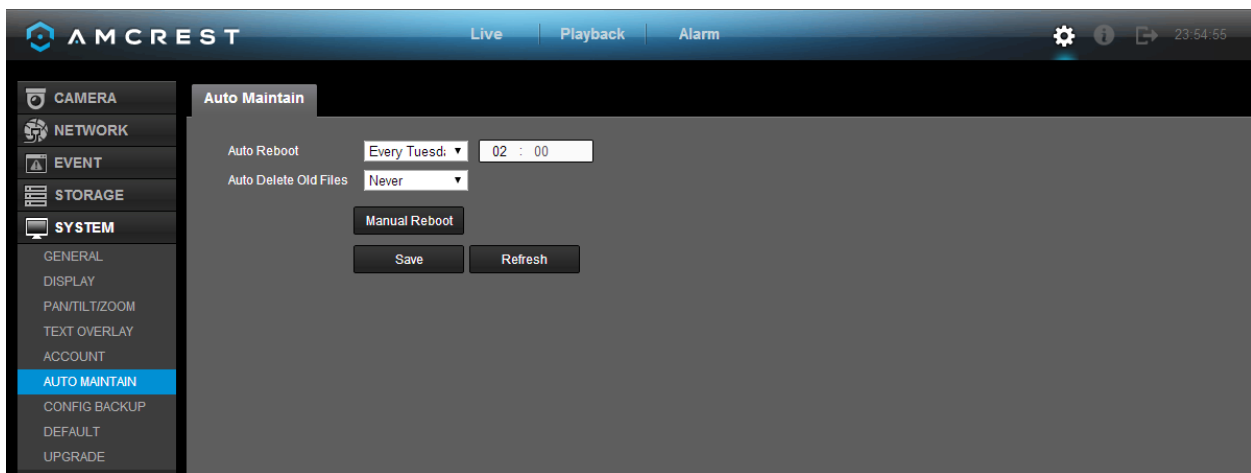 AMCREST
Live Playback Alarm
23:54:55
CAMERA
NETWORK
EVENT
STORAGE
SYSTEM
GENERAL
DISPLAY
PAN/TILT/ZOOM
TEXT OVERLAY
ACCOUNT
AUTO MAINTAIN
CONFIG BACKUP
DEFAULT
UPGRADE
Auto Maintain
Auto Reboot Every Tuesd 02 : 00
Auto Delete Old Files Never
Manual Reboot
Save Refresh